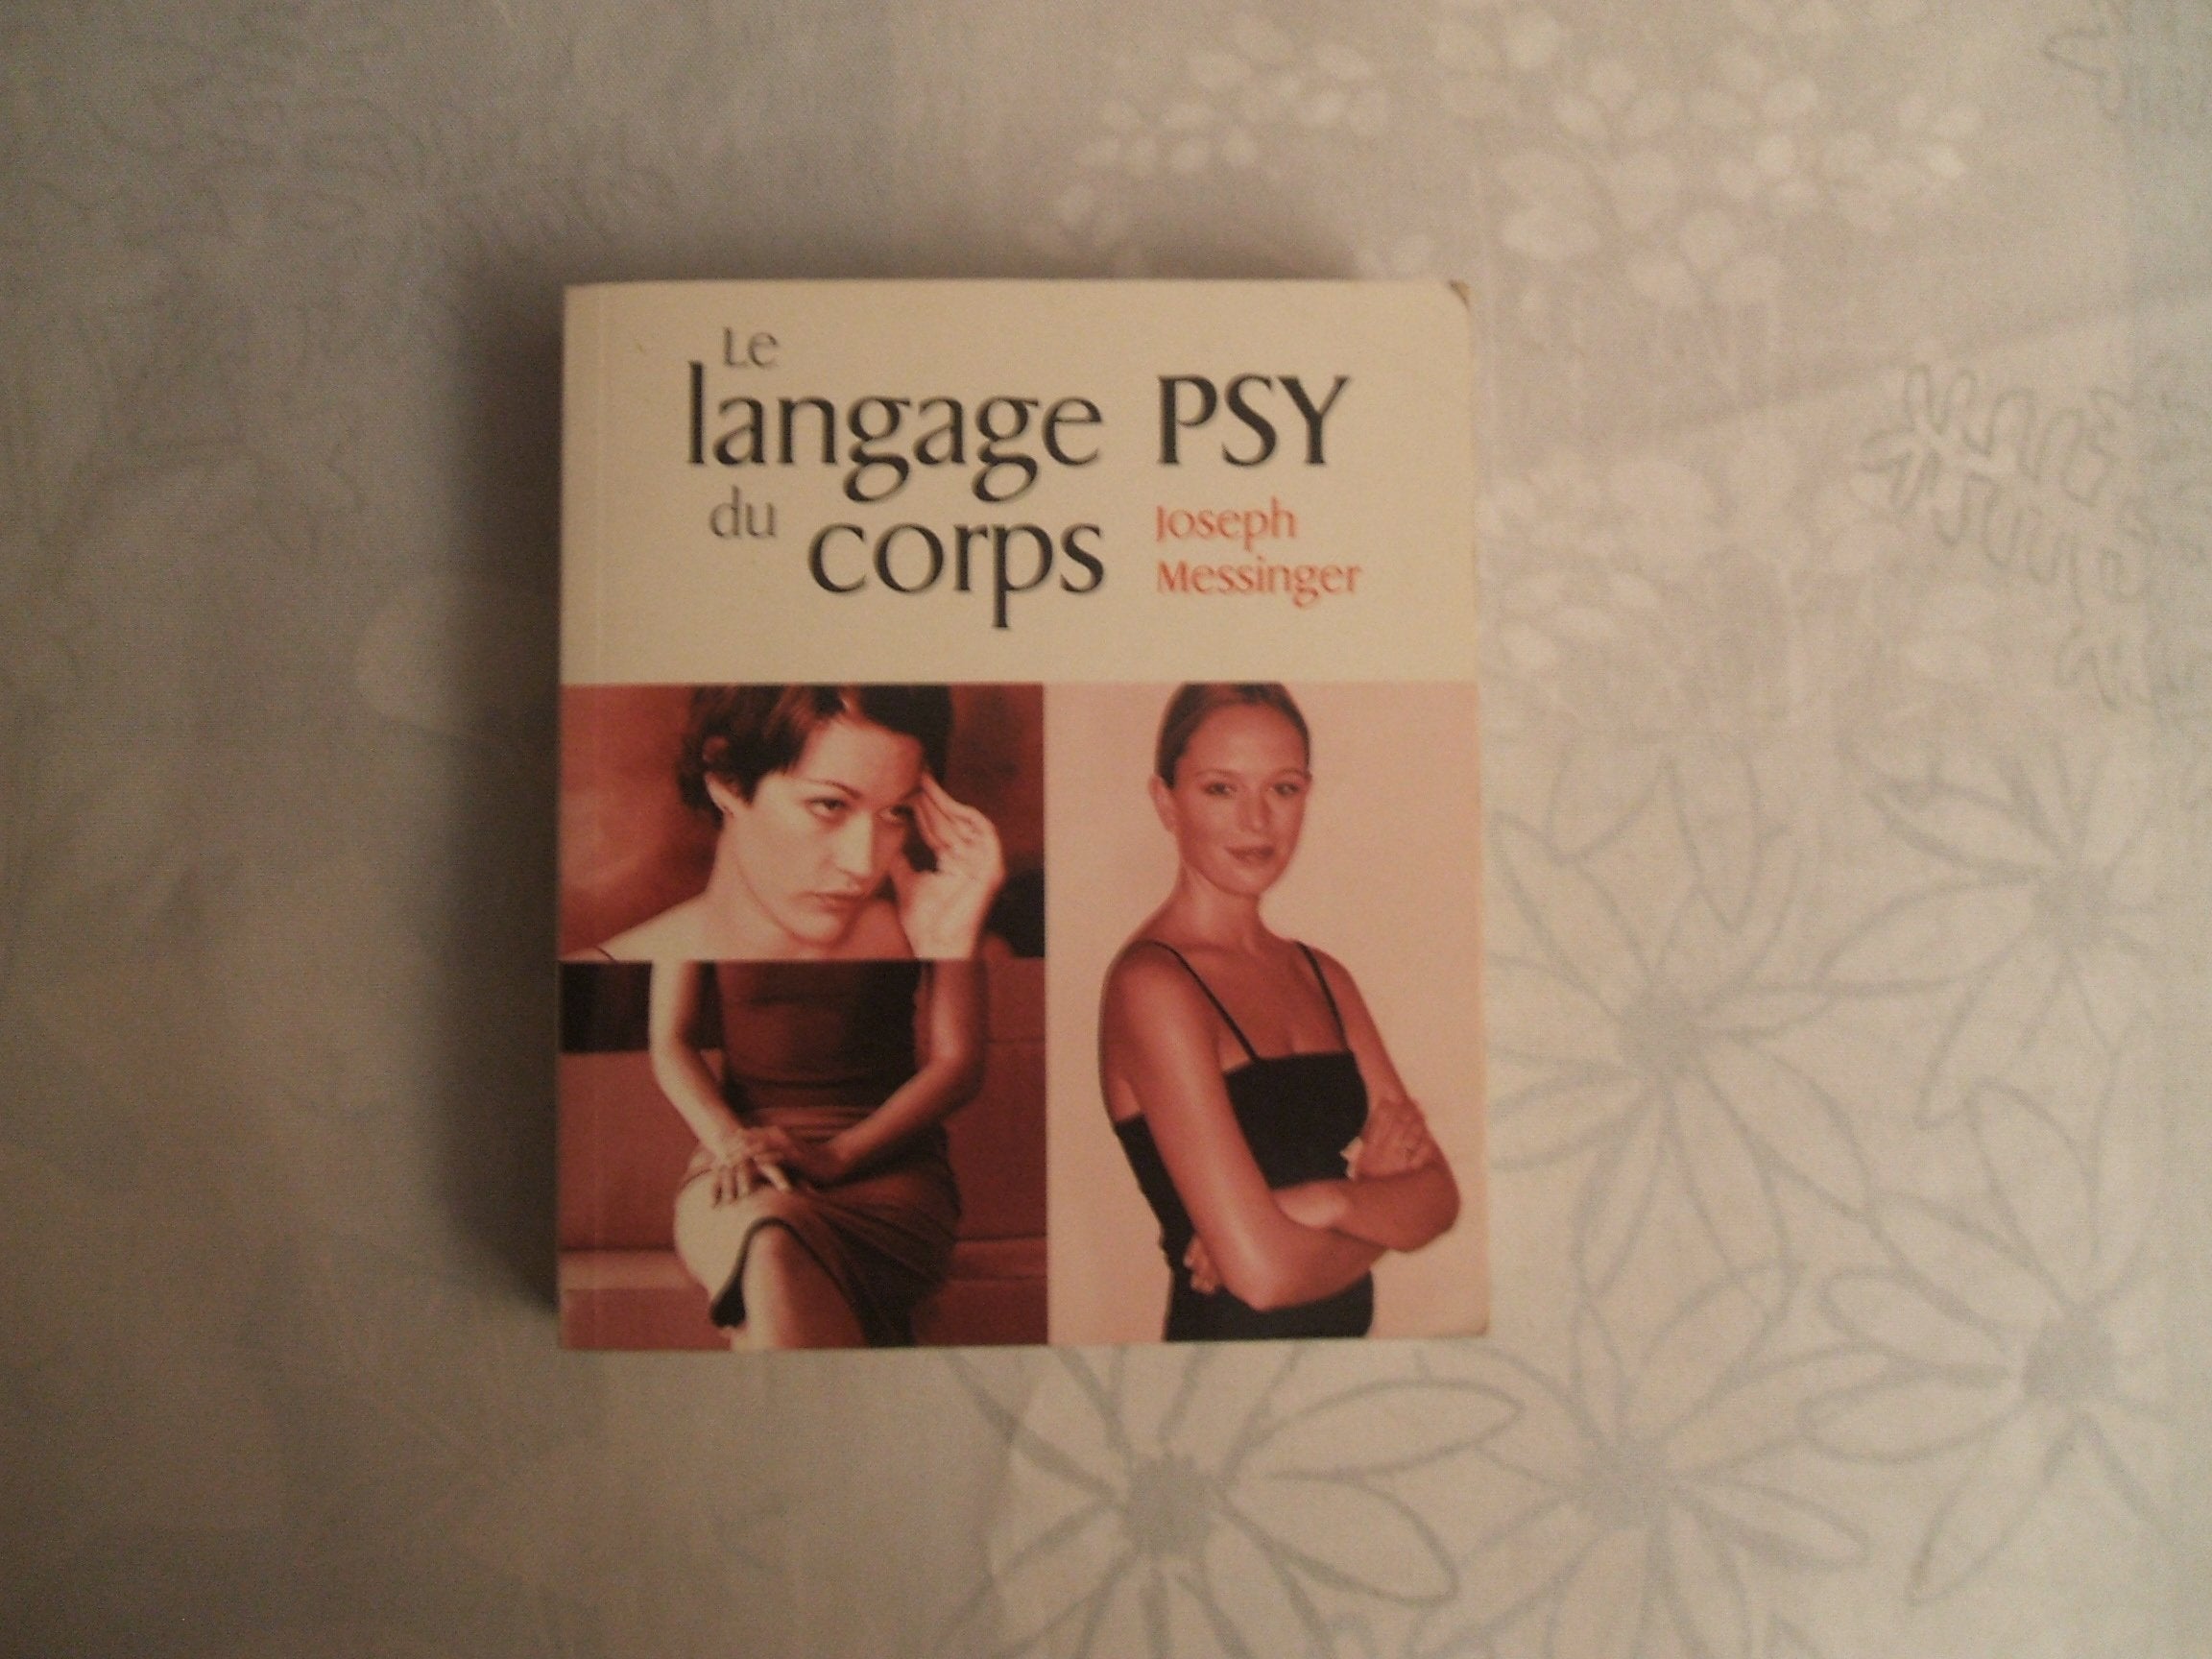 Le
langage PSY
du corps
Joseph
Messinger